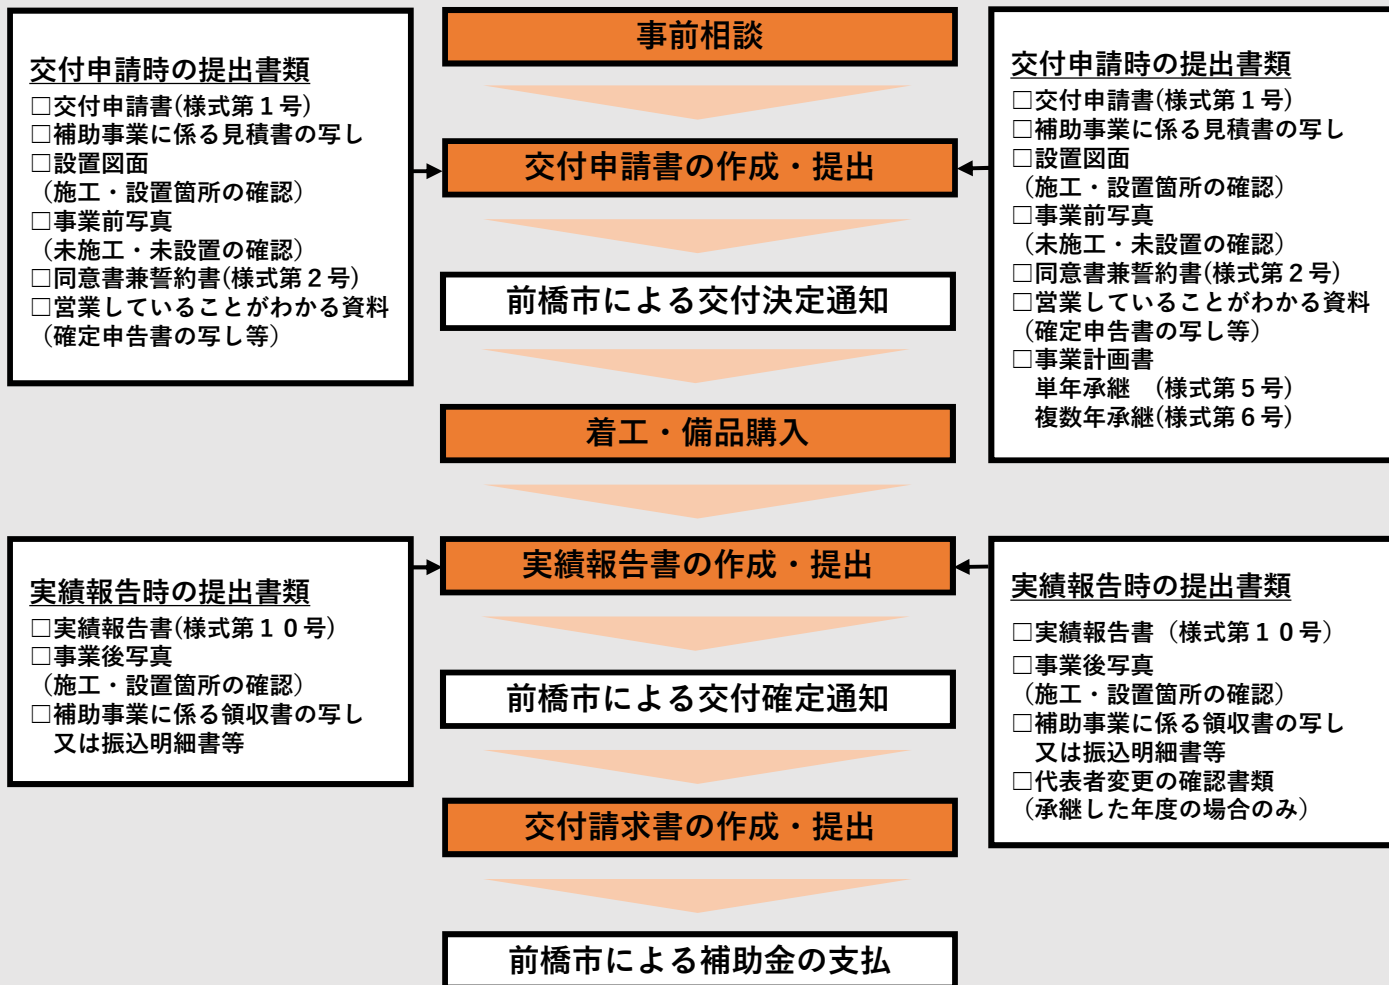 事前相談
交付申請時の提出書類
□交付申請書(様式第１号)
□補助事業に係る見積書の写し
□設置図面
（施工・設置箇所の確認）
□事業前写真
（未施工・未設置の確認）
□同意書兼誓約書(様式第２号)
□営業していることがわかる資料
（確定申告書の写し等）
交付申請書の作成・提出
交付申請時の提出書類
□交付申請書(様式第１号)
□補助事業に係る見積書の写し
□設置図面
（施工・設置箇所の確認）
□事業前写真
（未施工・未設置の確認）
□同意書兼誓約書(様式第２号)
□営業していることがわかる資料
（確定申告書の写し等）
□事業計画書
単年承継　(様式第５号)
複数年承継(様式第６号)
前橋市による交付決定通知
着工・備品購入
実績報告時の提出書類
□実績報告書(様式第１０号)
□事業後写真
（施工・設置箇所の確認）
□補助事業に係る領収書の写し
又は振込明細書等
実績報告書の作成・提出
実績報告時の提出書類
□実績報告書（様式第１０号）
□事業後写真
（施工・設置箇所の確認）
□補助事業に係る領収書の写し
又は振込明細書等
□代表者変更の確認書類
（承継した年度の場合のみ）
前橋市による交付確定通知
交付請求書の作成・提出
前橋市による補助金の支払